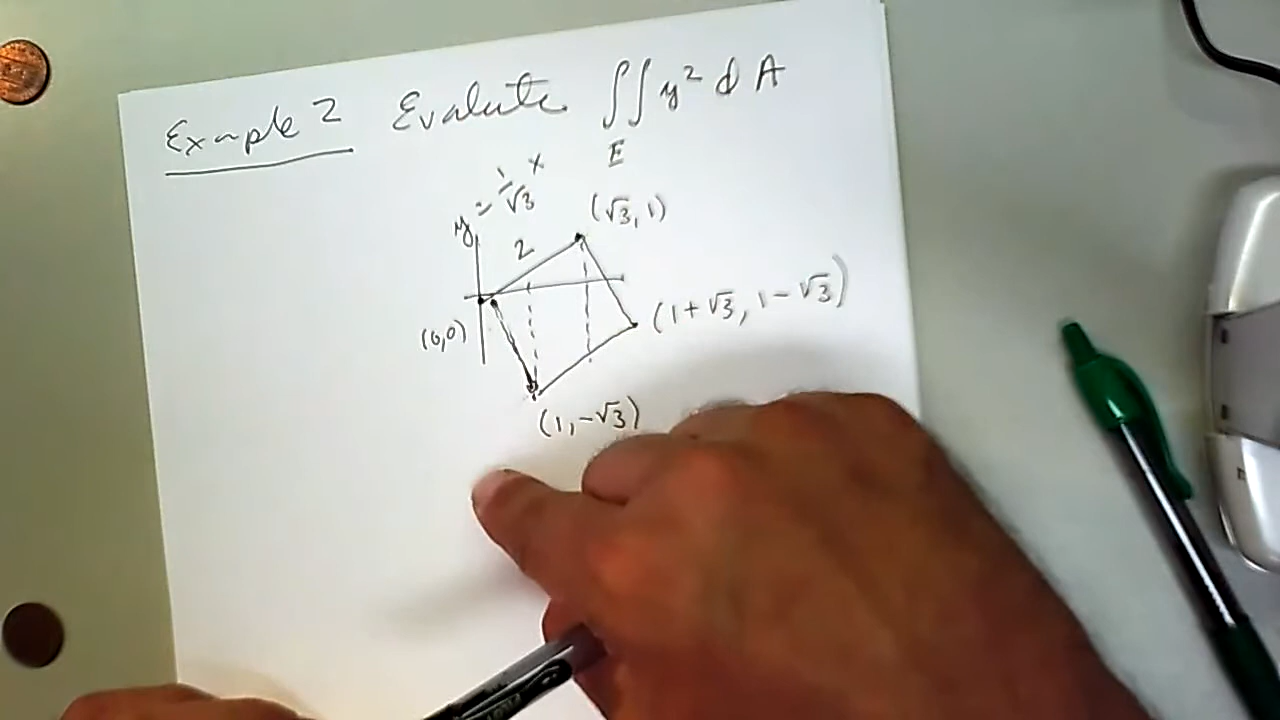 Example 2 Evaluate ∬ y² dA
E
y = 1/√3 x
(√3, 1)
2
(1+√3, 1-√3)
(0,0)
(1, -√3)